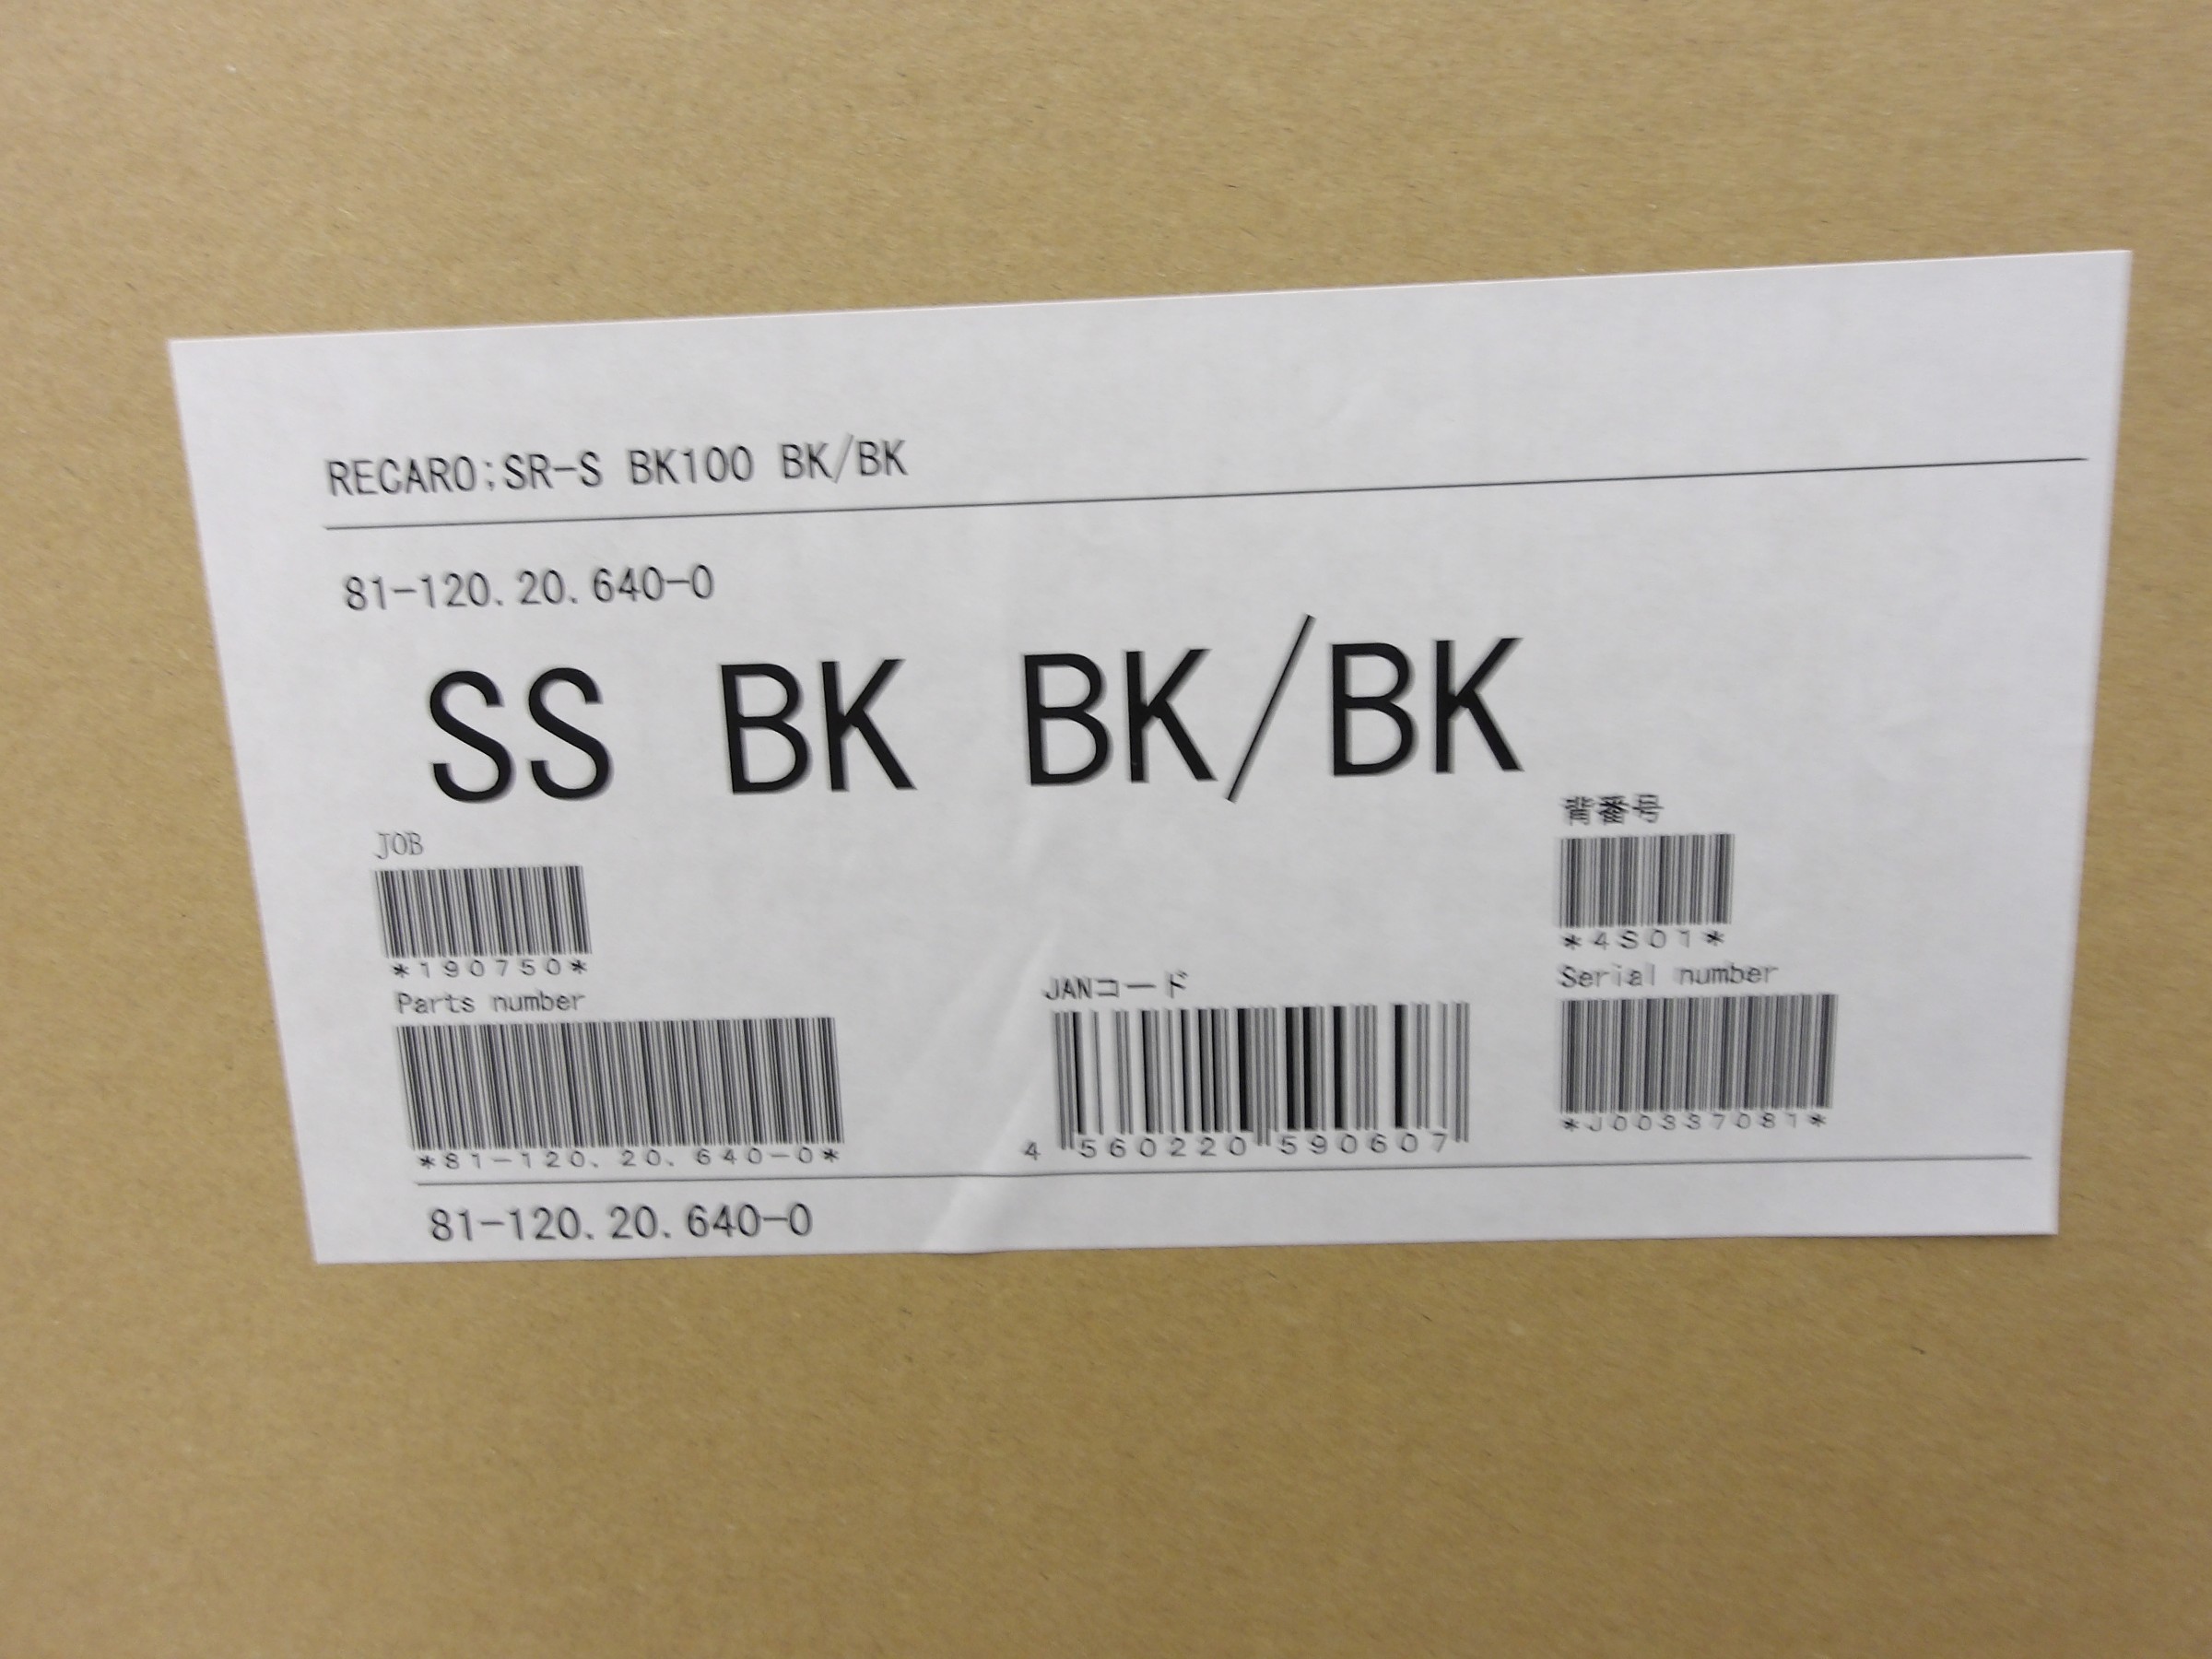 RECARO;SR-S BK100 BK/BK
81-120.20.640-0
SS BK BK/BK
JOB
*190750*
背番号
*4S01*
Parts number
*81-120.20.640-0*
JANコード
4 560220 590607
Serial number
*J00337081*
81-120.20.640-0